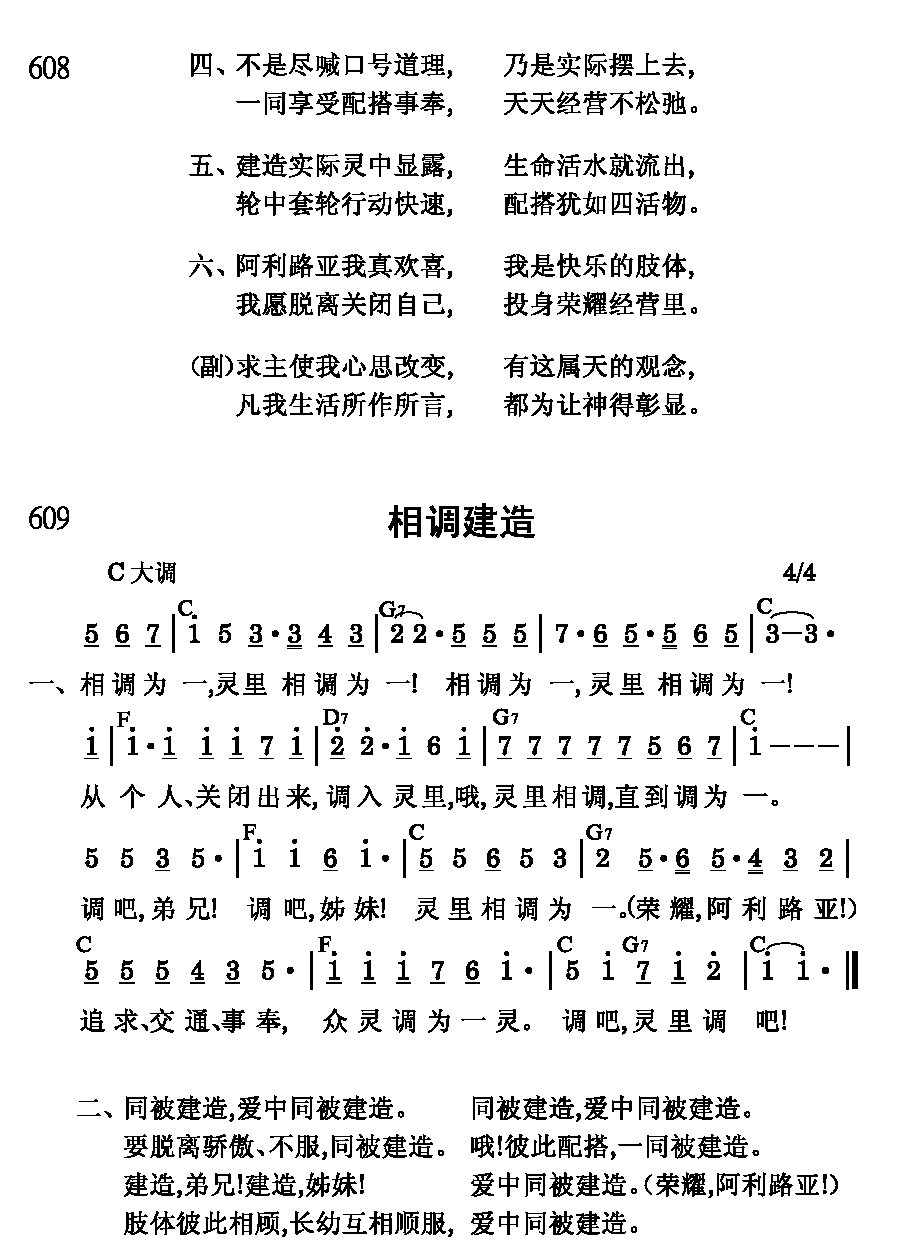 608
四、不是尽喊口号道理, 乃是实际摆上去,
一同享受配搭事奉, 天天经营不松弛。
五、建造实际灵中显露, 生命活水就流出,
轮中套轮行动快速, 配搭犹如四活物。
六、阿利路亚我真欢喜, 我是快乐的肢体,
我愿脱离关闭自己, 投身荣耀经营里。
(副)求主使我心思改变, 有这属天的观念,
凡我生活所作所言, 都为让神得彰显。
609 相调建造
C大调 4/4
C G7 C
5 6 7 | 1 5 3·3 4 3 | 2 2·5 5 5 | 7·6 5·5 6 5 | 3—3·
一、相调为一,灵里相调为一! 相调为一,灵里相调为一!
F D7 G7 C
1 | 1·1 1 1 7 1 | 2 2·1 6 1 | 7 7 7 7 7 5 6 7 | 1 — — — |
从个人、关闭出来,调入灵里,哦,灵里相调,直到调为一。
F C G7
5 5 3 5· | 1 1 6 1· | 5 5 6 5 3 | 2 5·6 5·4 3 2 |
调吧,弟兄! 调吧,姊妹! 灵里相调为一。(荣耀,阿利路亚!)
C F C G7 C
5 5 5 4 3 5· | 1 1 1 7 6 1· | 5 1 7 1 2 | 1 1· ‖
追求、交通、事奉, 众灵调为一灵。 调吧,灵里调吧!
二、同被建造,爱中同被建造。 同被建造,爱中同被建造。
要脱离骄傲、不服,同被建造。 哦!彼此配搭,一同被建造。
建造,弟兄!建造,姊妹! 爱中同被建造。(荣耀,阿利路亚!)
肢体彼此相顾,长幼互相顺服, 爱中同被建造。